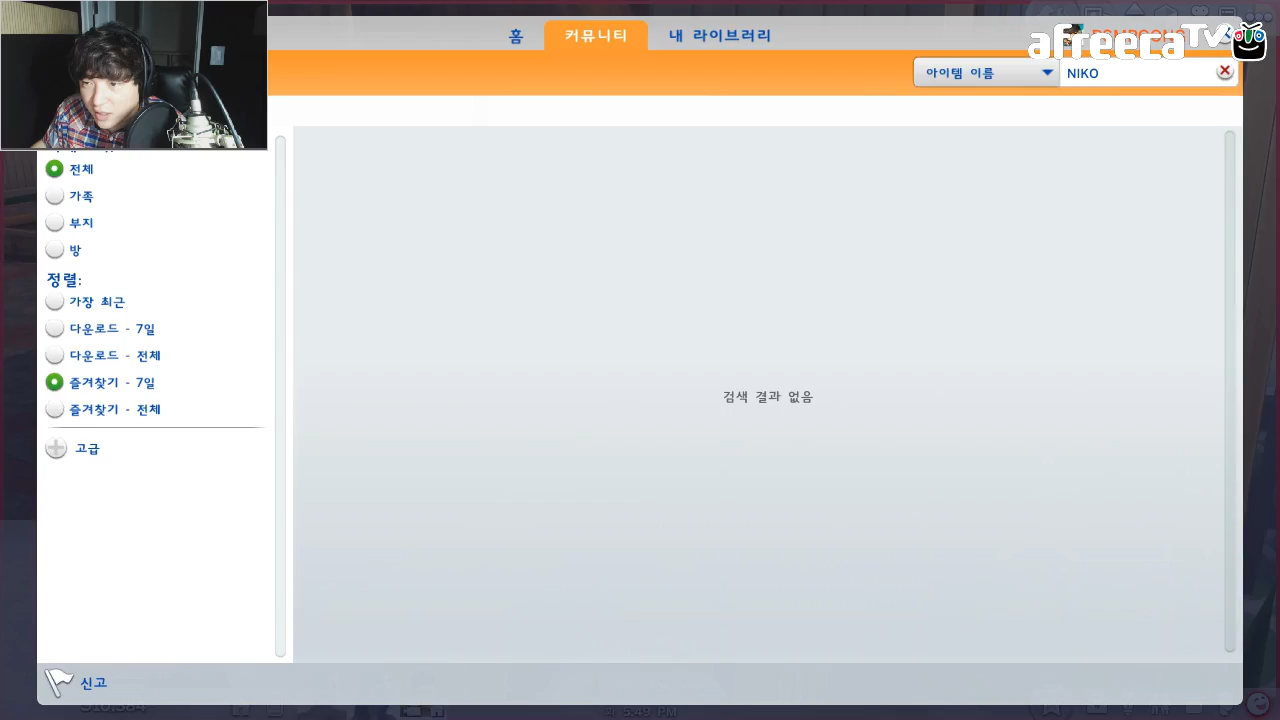 홈
커뮤니티
내 라이브러리
afreecaTV
아이템 이름
NIKO
전체
가족
부지
방
정렬:
가장 최근
다운로드 - 7일
다운로드 - 전체
즐겨찾기 - 7일
즐겨찾기 - 전체
고급
검색 결과 없음
신고
5:49 PM